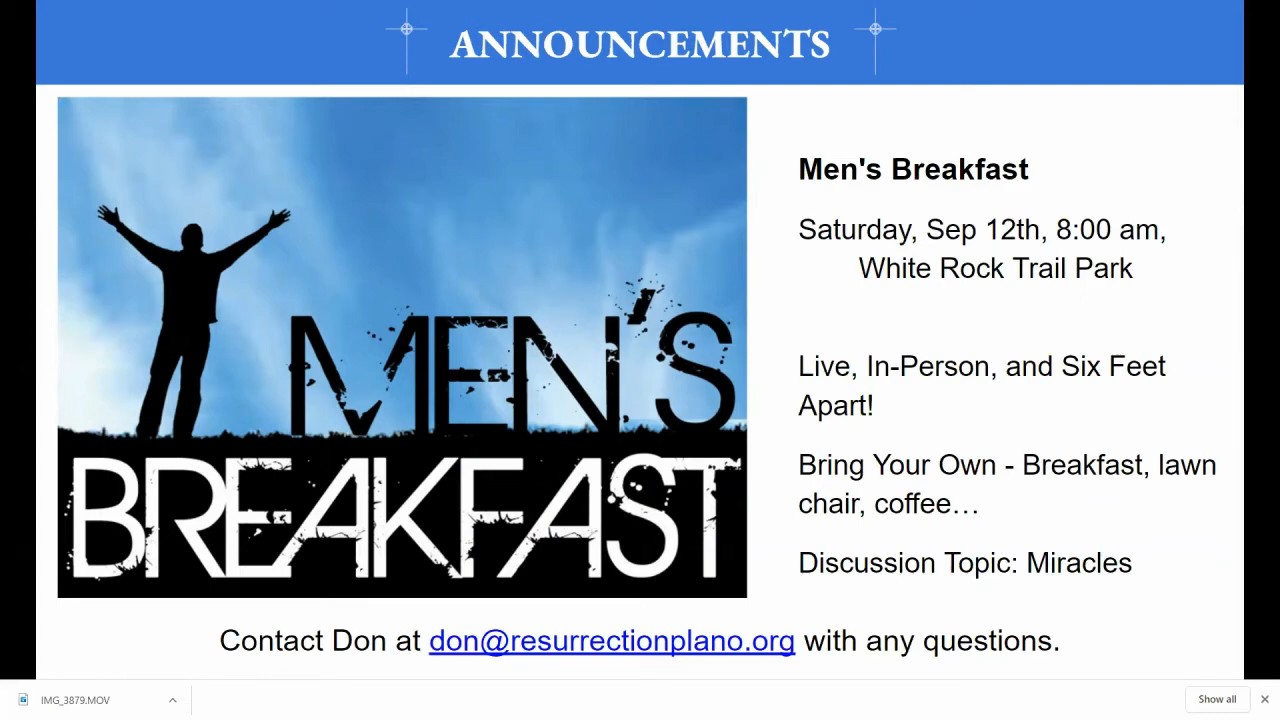 ANNOUNCEMENTS
MEN'S
BREAKFAST
Men's Breakfast
Saturday, Sep 12th, 8:00 am,
White Rock Trail Park
Live, In-Person, and Six Feet
Apart!
Bring Your Own - Breakfast, lawn
chair, coffee…
Discussion Topic: Miracles
Contact Don at don@resurrectionplano.org with any questions.
IMG_3879.MOV
Show all